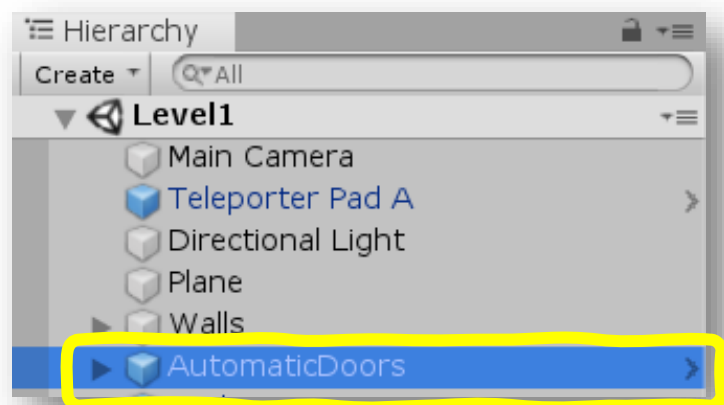 Hierarchy
Create All
Level1
Main Camera
Teleporter Pad A
Directional Light
Plane
Walls
AutomaticDoors